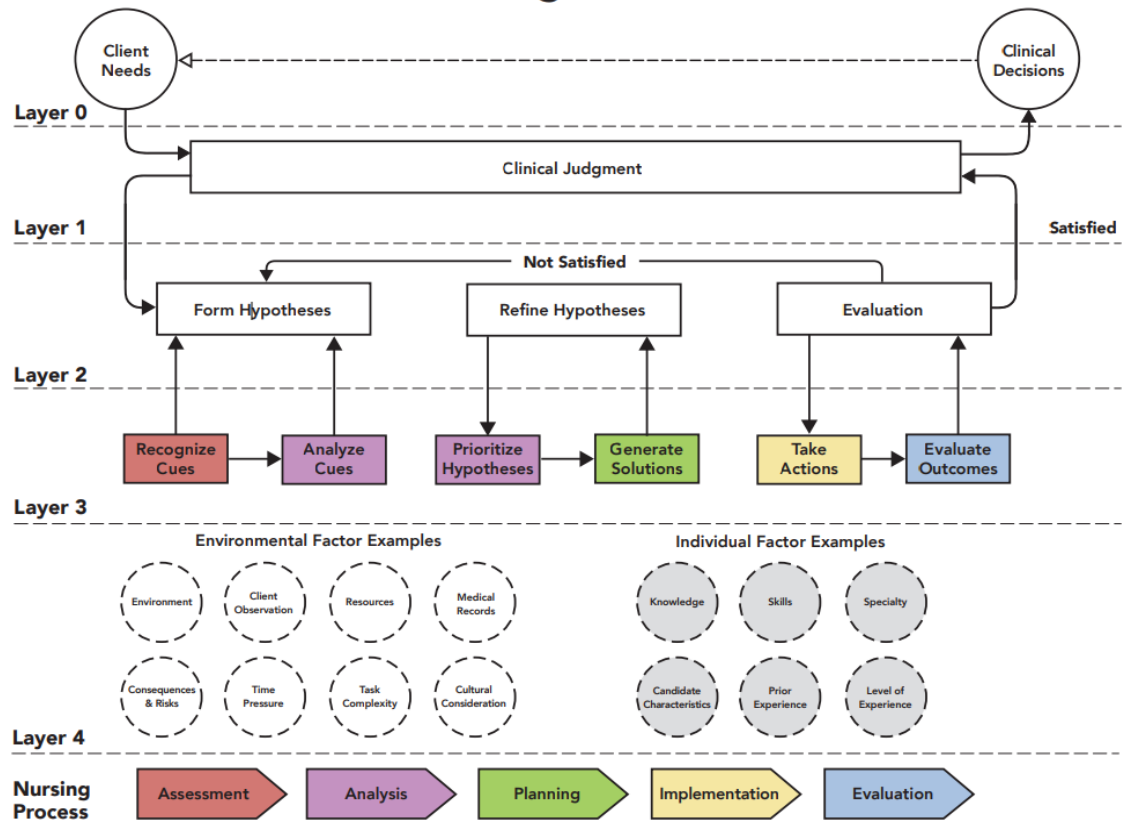 Client
Needs
Clinical
Decisions
Layer 0
Clinical Judgment
Layer 1
Satisfied
Not Satisfied
Form Hypotheses
Refine Hypotheses
Evaluation
Layer 2
Recognize
Cues
Analyze
Cues
Prioritize
Hypotheses
Generate
Solutions
Take
Actions
Evaluate
Outcomes
Layer 3
Environmental Factor Examples
Individual Factor Examples
Environment
Client
Observation
Resources
Medical
Records
Knowledge
Skills
Specialty
Consequences
& Risks
Time
Pressure
Task
Complexity
Cultural
Consideration
Candidate
Characteristics
Prior
Experience
Level of
Experience
Layer 4
Nursing
Process
Assessment
Analysis
Planning
Implementation
Evaluation